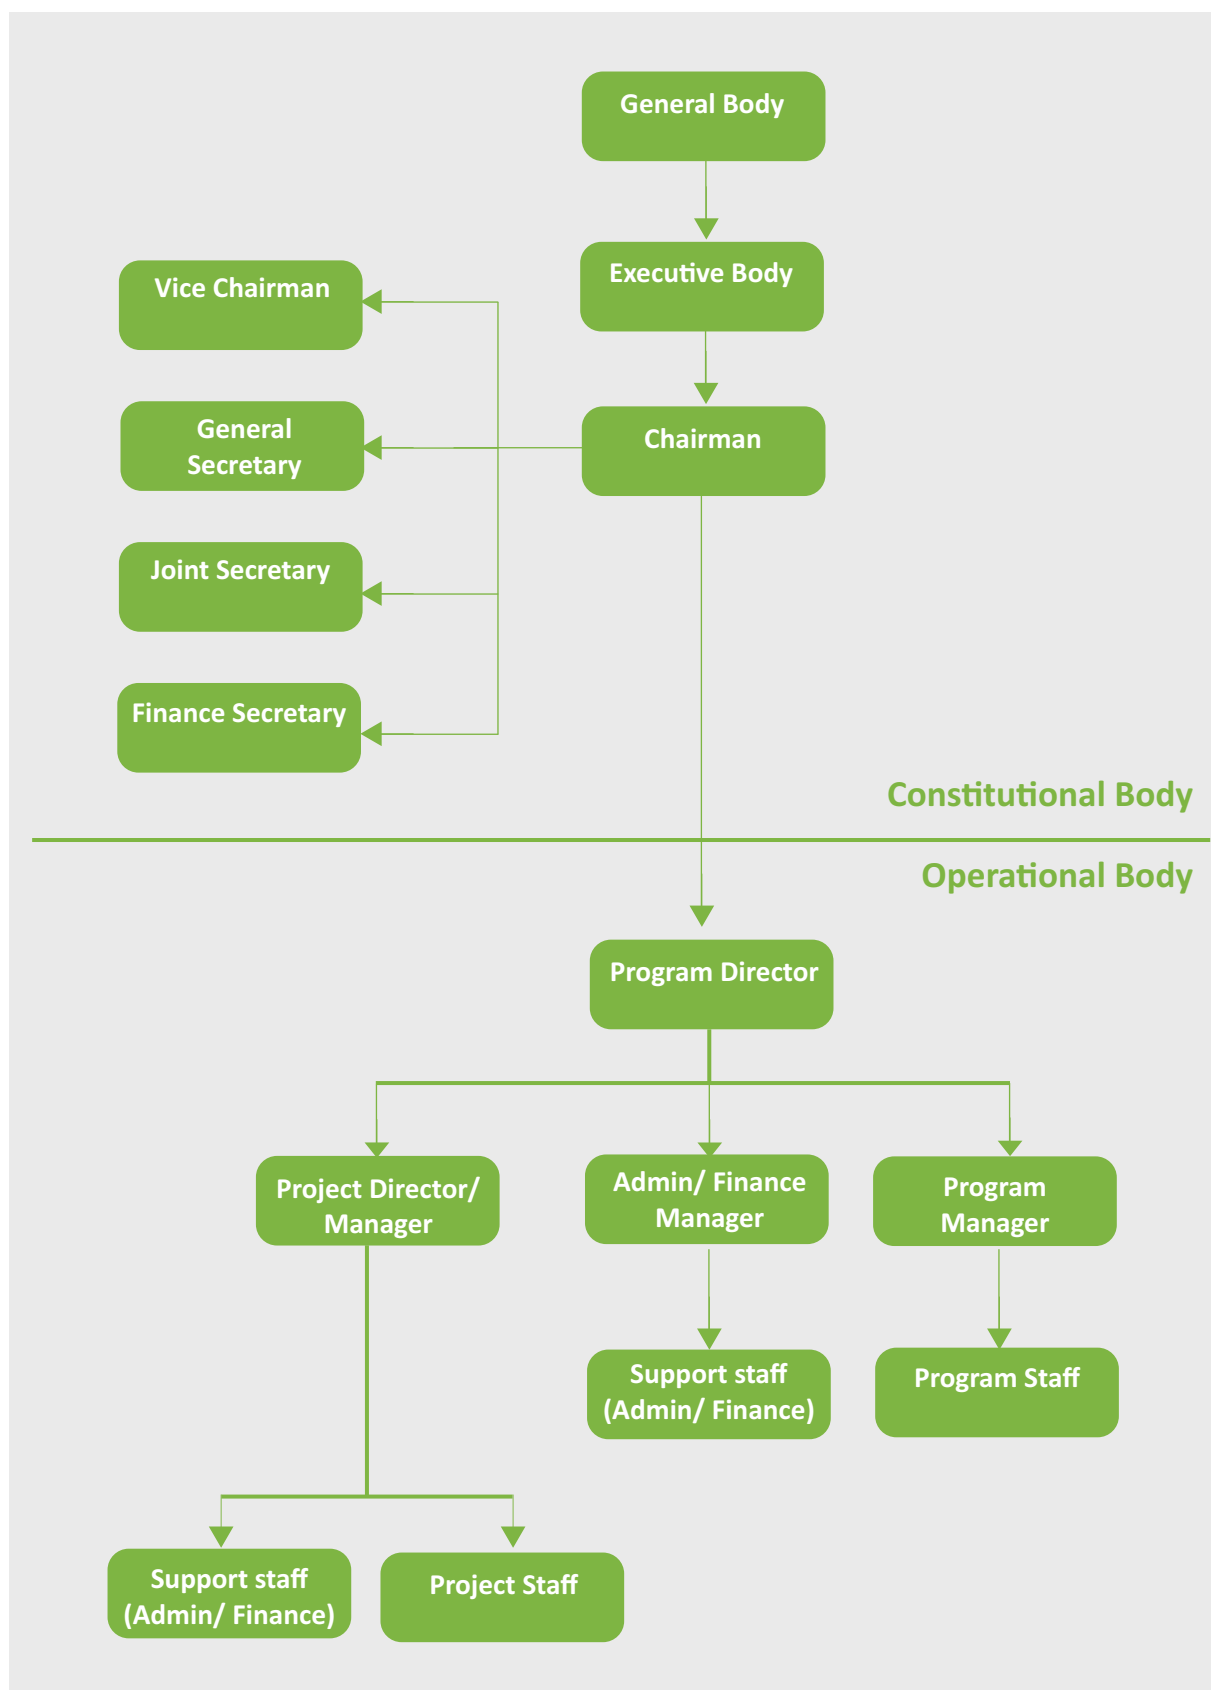 General Body
Executive Body
Vice Chairman
General
Secretary
Chairman
Joint Secretary
Finance Secretary
Constitutional Body
Operational Body
Program Director
Project Director/
Manager
Admin/ Finance
Manager
Program
Manager
Support staff
(Admin/ Finance)
Program Staff
Support staff
(Admin/ Finance)
Project Staff